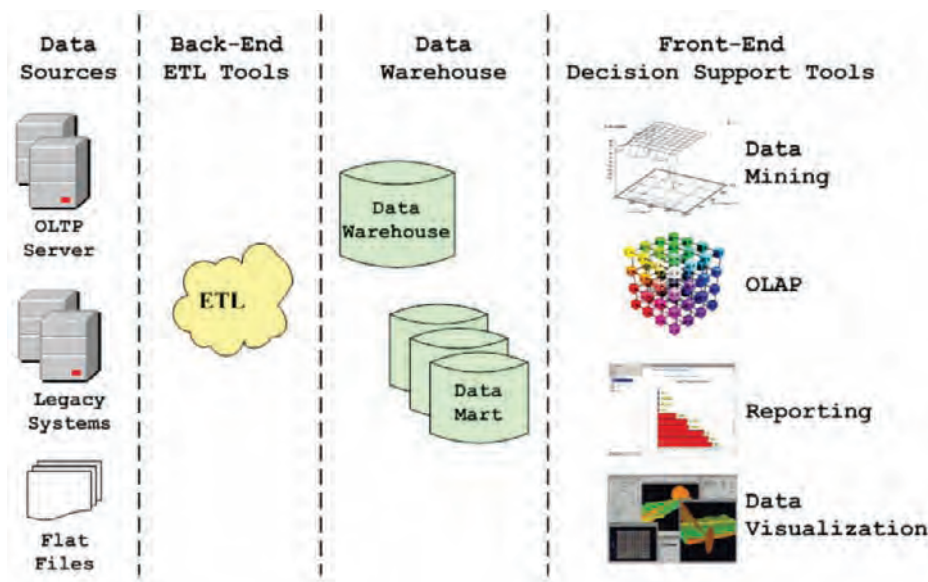 Data
Sources
Back-End
ETL Tools
Data
Warehouse
Front-End
Decision Support Tools
OLTP
Server
Legacy
Systems
Flat
Files
ETL
Data
Warehouse
Data
Mart
Data
Mining
OLAP
Reporting
Data
Visualization